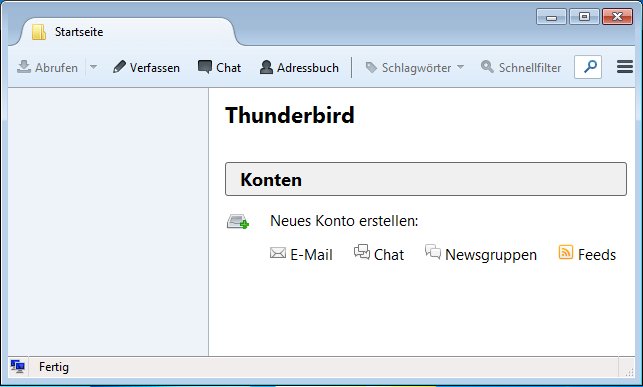 Startseite
Abrufen Verfassen Chat Adressbuch Schlagwörter Schnellfilter
Thunderbird
Konten
Neues Konto erstellen:
E-Mail Chat Newsgruppen Feeds
Fertig